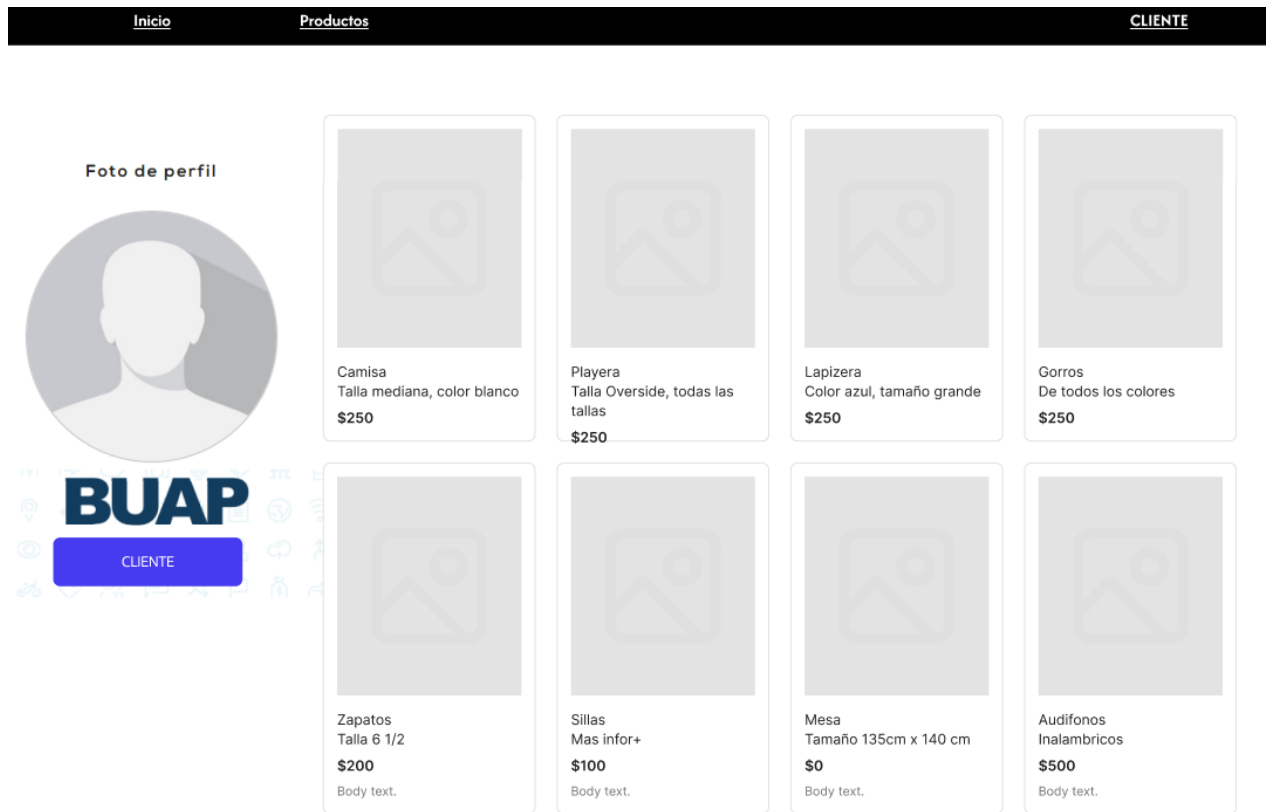 Inicio
Productos
CLIENTE
Foto de perfil
BUAP
CLIENTE
Camisa
Talla mediana, color blanco
$250
Playera
Talla Overside, todas las
tallas
$250
Lapizera
Color azul, tamaño grande
$250
Gorros
De todos los colores
$250
Zapatos
Talla 6 1/2
$200
Body text.
Sillas
Mas infor+
$100
Body text.
Mesa
Tamaño 135cm x 140 cm
$0
Body text.
Audifonos
Inalambricos
$500
Body text.